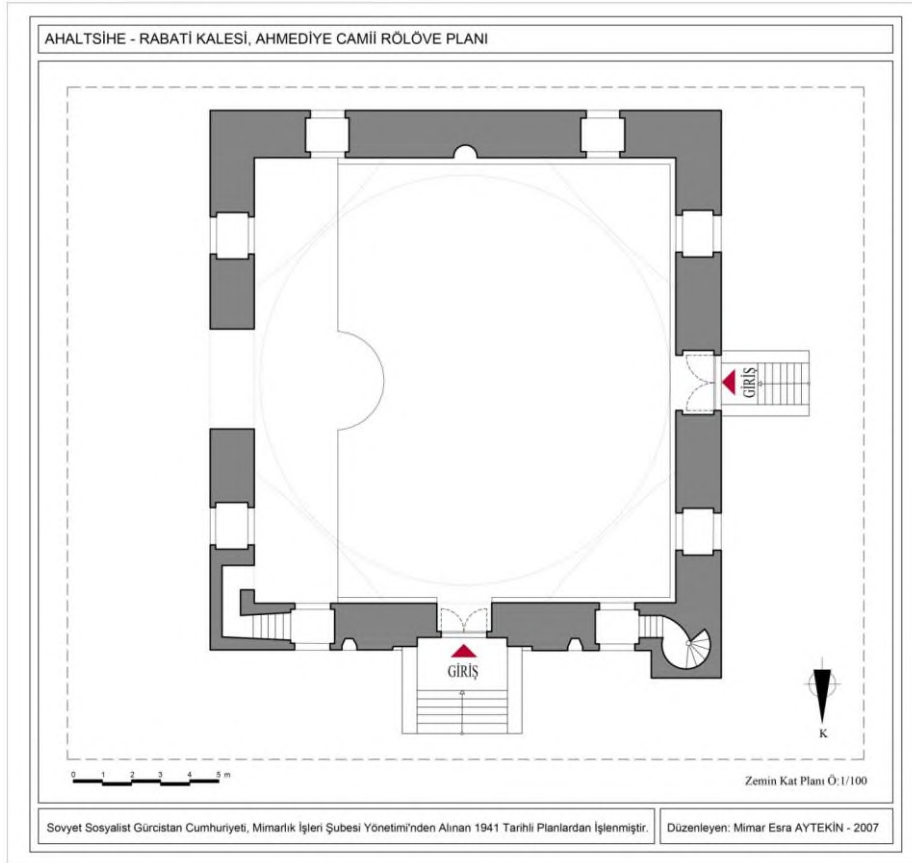 AHALTSİHE - RABATİ KALESİ, AHMEDİYE CAMİİ RÖLÖVE PLANI
GİRİŞ
GİRİŞ
K
0 1 2 3 4 5 m
Zemin Kat Planı Ö:1/100
Sovyet Sosyalist Gürcistan Cumhuriyeti, Mimarlık İşleri Şubesi Yönetimi'nden Alınan 1941 Tarihli Planlardan İşlenmiştir.
Düzenleyen: Mimar Esra AYTEKİN - 2007